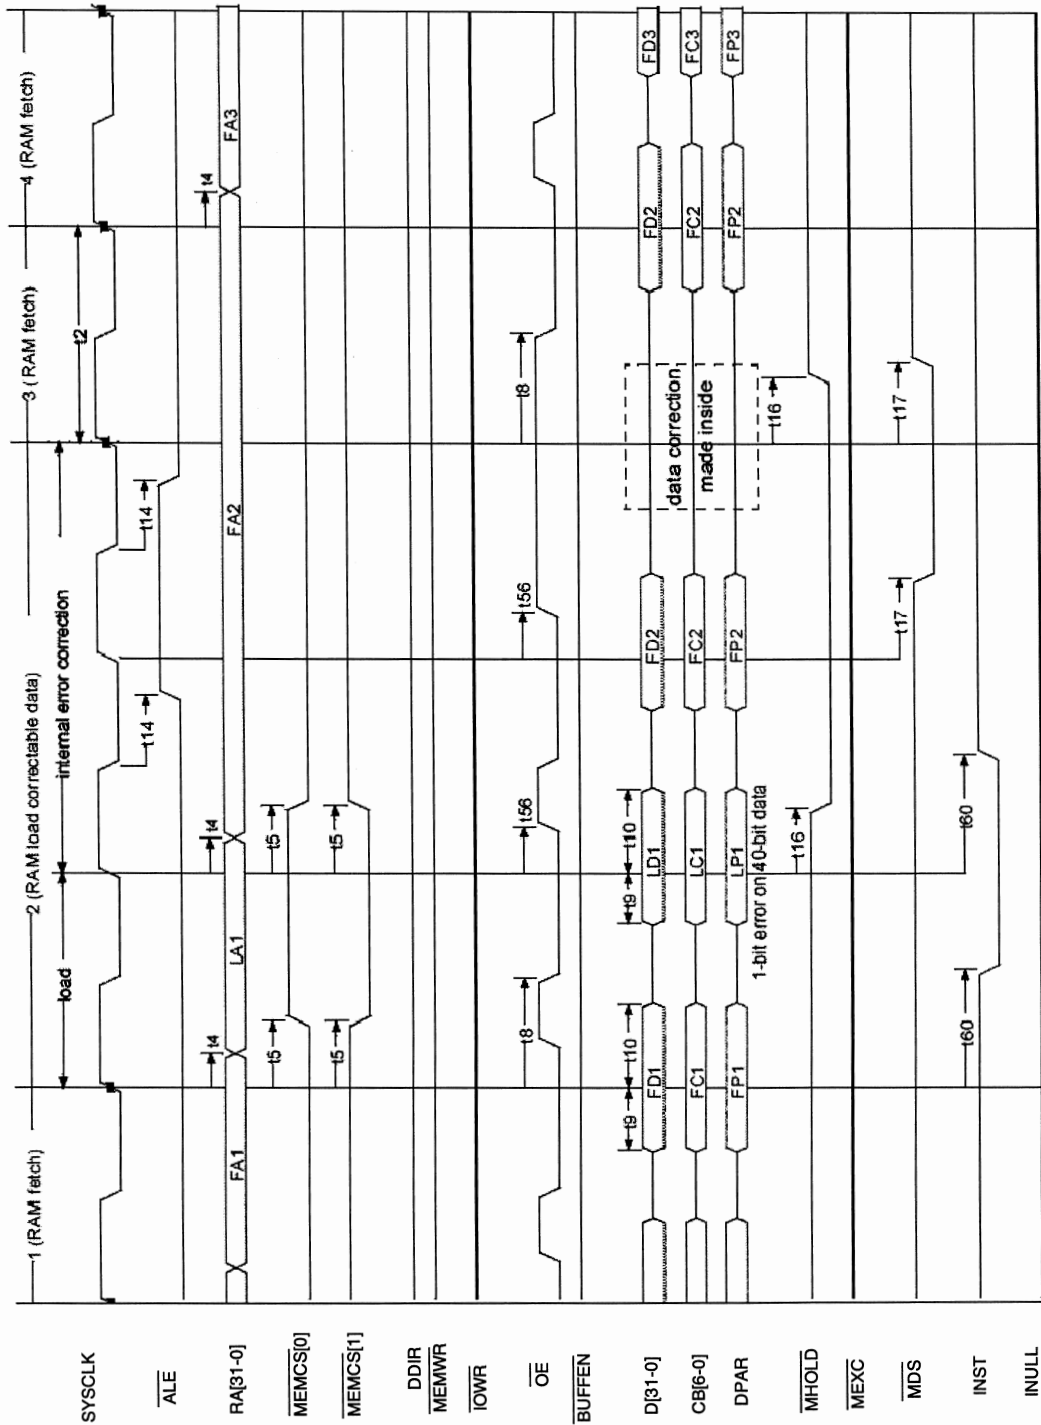 1 (RAM fetch)
2 (RAM load correctable data)
3 ( RAM fetch)
4 (RAM fetch)
load
internal error correction
t2
SYSCLK
t14
t14
ALE
t4
t4
t4
RA[31-0]
FA1
LA1
FA2
FA3
MEMCS[0]
t5
t5
MEMCS[1]
t5
t5
DDIR
MEMWR
IOWR
OE
t8
t56
t56
t8
BUFFEN
t9
t10
t9
t10
D[31-0]
FD1
LD1
FD2
FD2
FD3
CB[6-0]
FC1
LC1
FC2
FC2
FC3
DPAR
FP1
LP1
FP2
FP2
FP3
data correction
made inside
1-bit error on 40-bit data
MHOLD
t16
t16
MEXC
MDS
t17
t17
INST
t60
t60
INULL